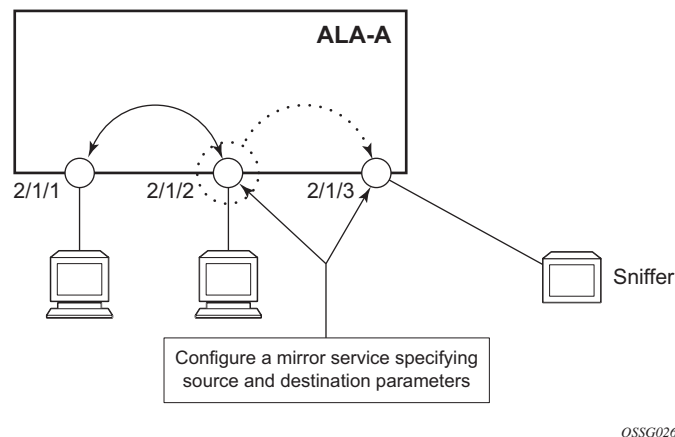 ALA-A
2/1/1
2/1/2
2/1/3
Sniffer
Configure a mirror service specifying
source and destination parameters
OSSG026